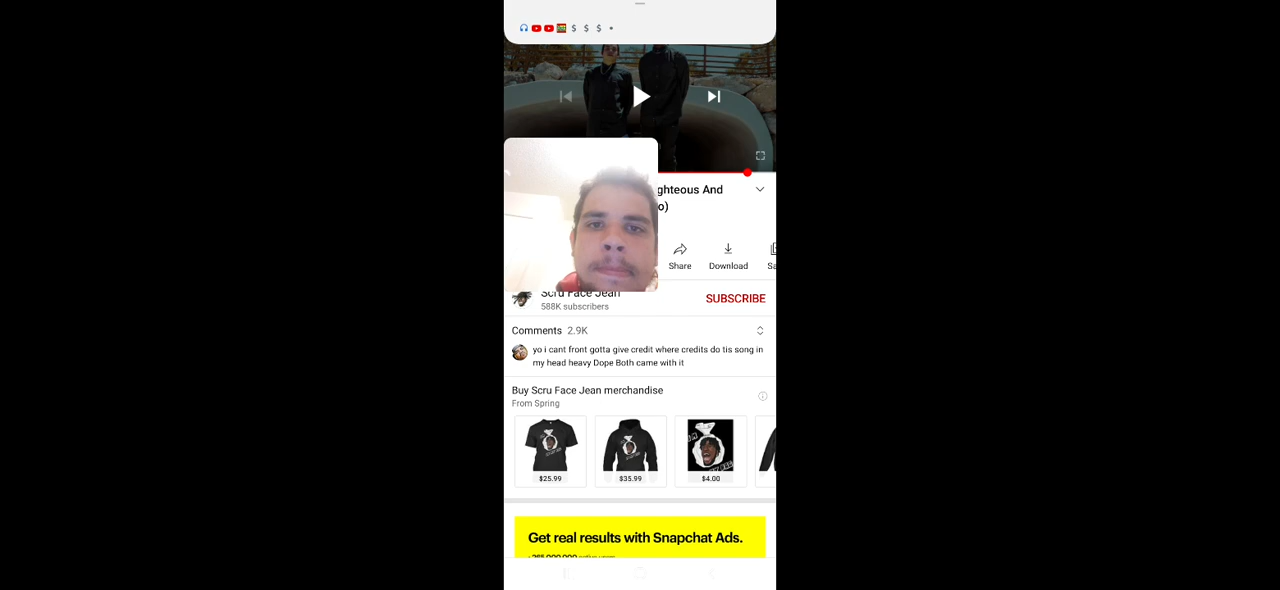 $ $ $
ghteous And
o)
Share
Download
Sa
Scru Face Jean
588K subscribers
SUBSCRIBE
Comments 2.9K
yo i cant front gotta give credit where credits do tis song in
my head heavy Dope Both came with it
Buy Scru Face Jean merchandise
From Spring
$25.99
$35.99
$4.00
Get real results with Snapchat Ads.